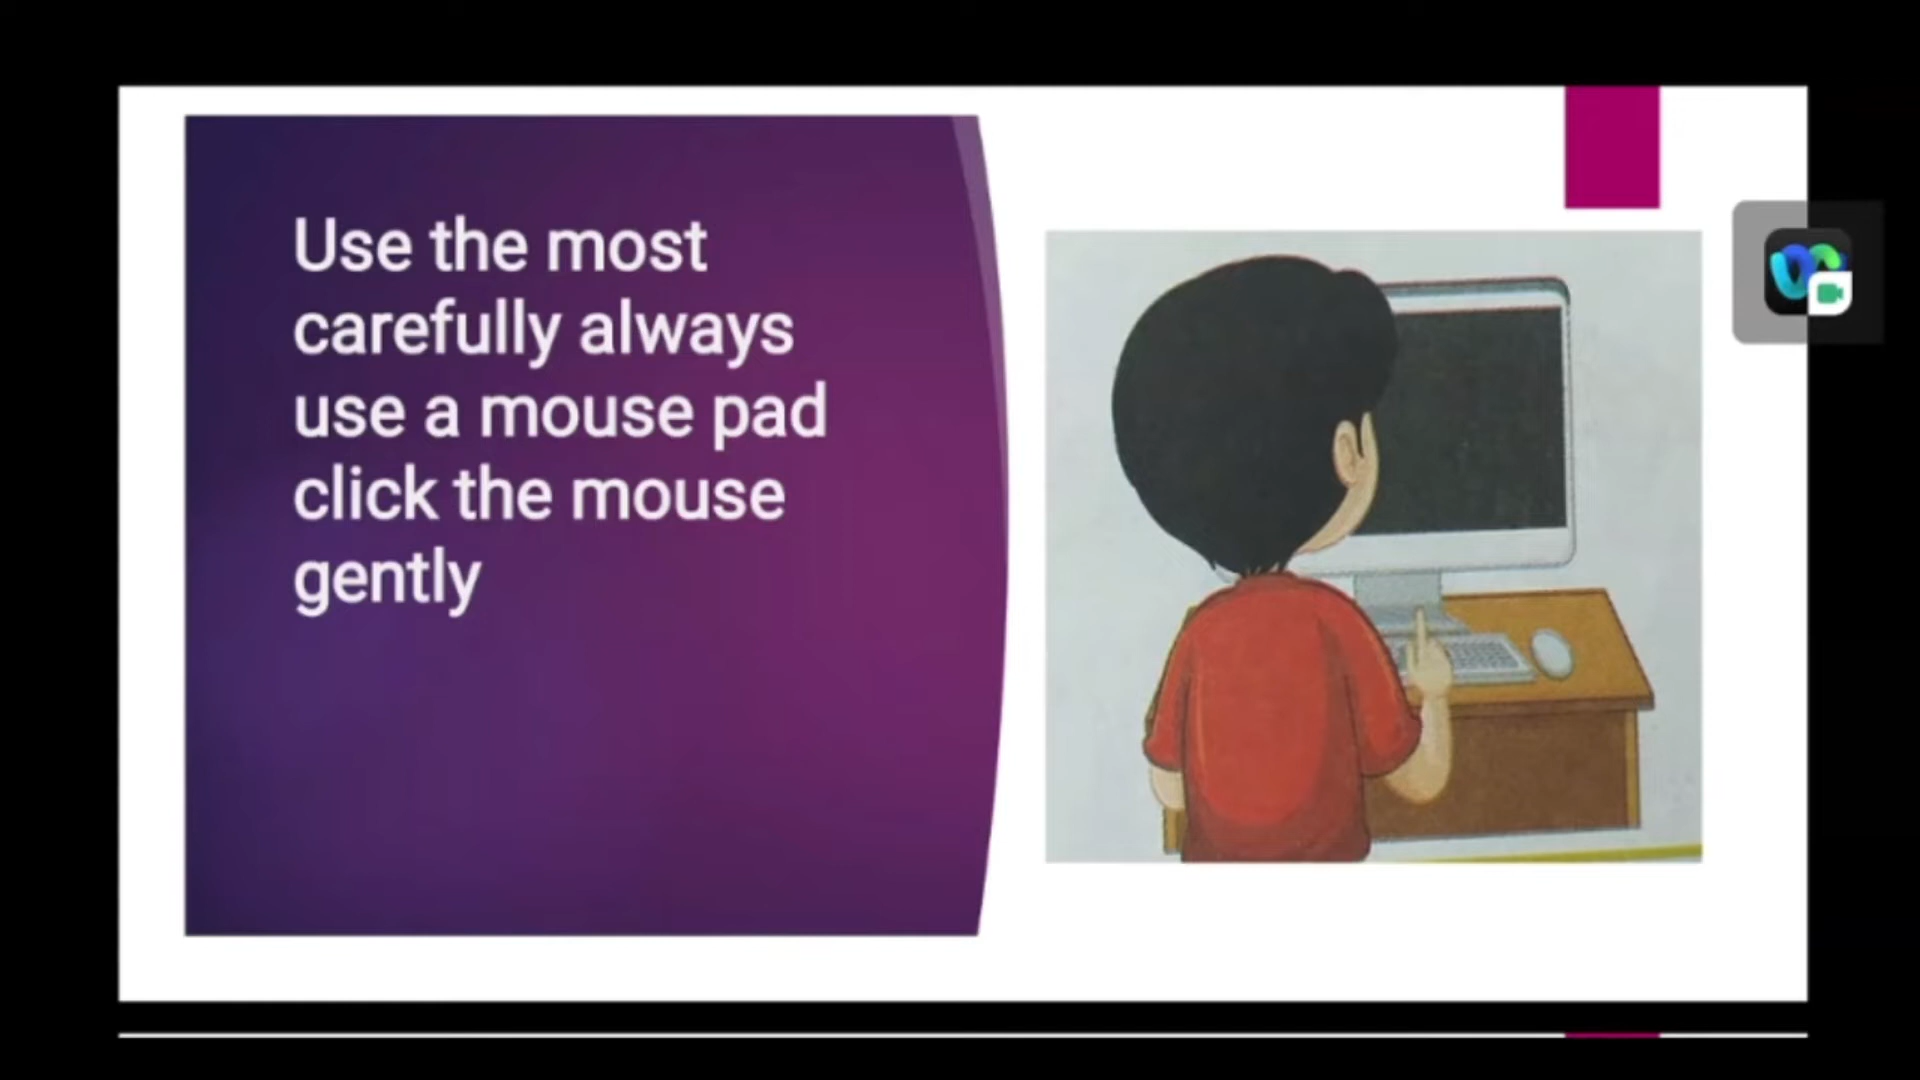 Use the most
carefully always
use a mouse pad
click the mouse
gently